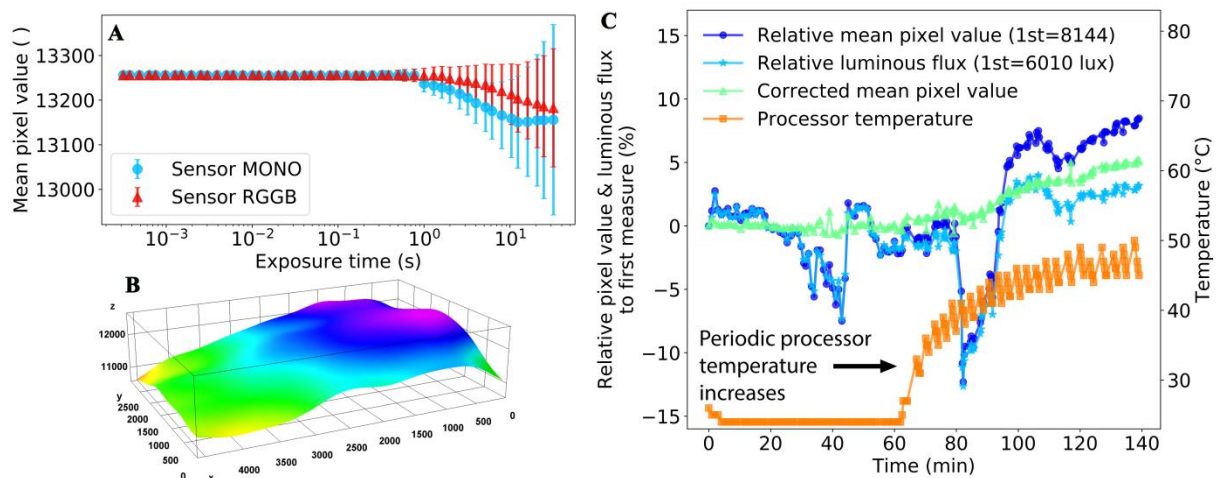 A
Mean pixel value ( )
13300
13200
13100
13000
Sensor MONO
Sensor RGGB
10⁻³
10⁻²
10⁻¹
10⁰
10¹
Exposure time (s)
B
z
12000
11000
y
2500
2000
1500
1000
500
0
x
4000
3500
3000
2500
2000
1500
1000
500
0
C
Relative pixel value & luminous flux
to first measure (%)
15
10
5
0
−5
−10
−15
Relative mean pixel value (1st=8144)
Relative luminous flux (1st=6010 lux)
Corrected mean pixel value
Processor temperature
Periodic processor
temperature
increases
0
20
40
60
80
100
120
140
Time (min)
80
70
60
50
40
30
Temperature (°C)